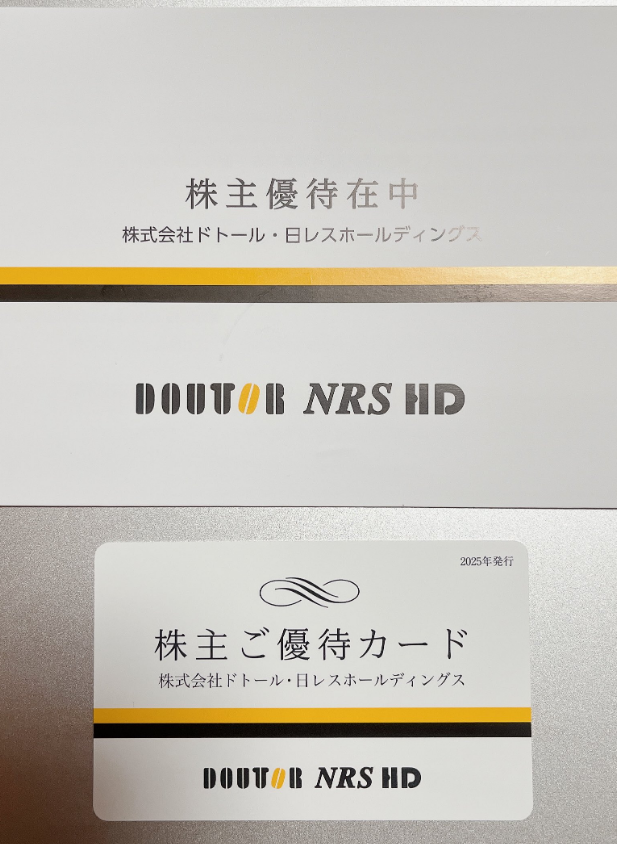 株主優待在中
株式会社ドトール・日レスホールディングス
DOUTOR NRS HD
2025年発行
株主ご優待カード
株式会社ドトール・日レスホールディングス
DOUTOR NRS HD